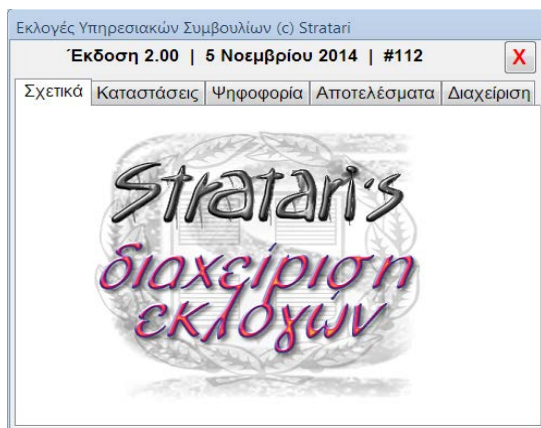 Εκλογές Υπηρεσιακών Συμβουλίων (c) Stratari
Έκδοση 2.00 | 5 Νοεμβρίου 2014 | #112 X
Σχετικά Καταστάσεις Ψηφοφορία Αποτελέσματα Διαχείριση
Stratari's
διαχείριση
εκλογών